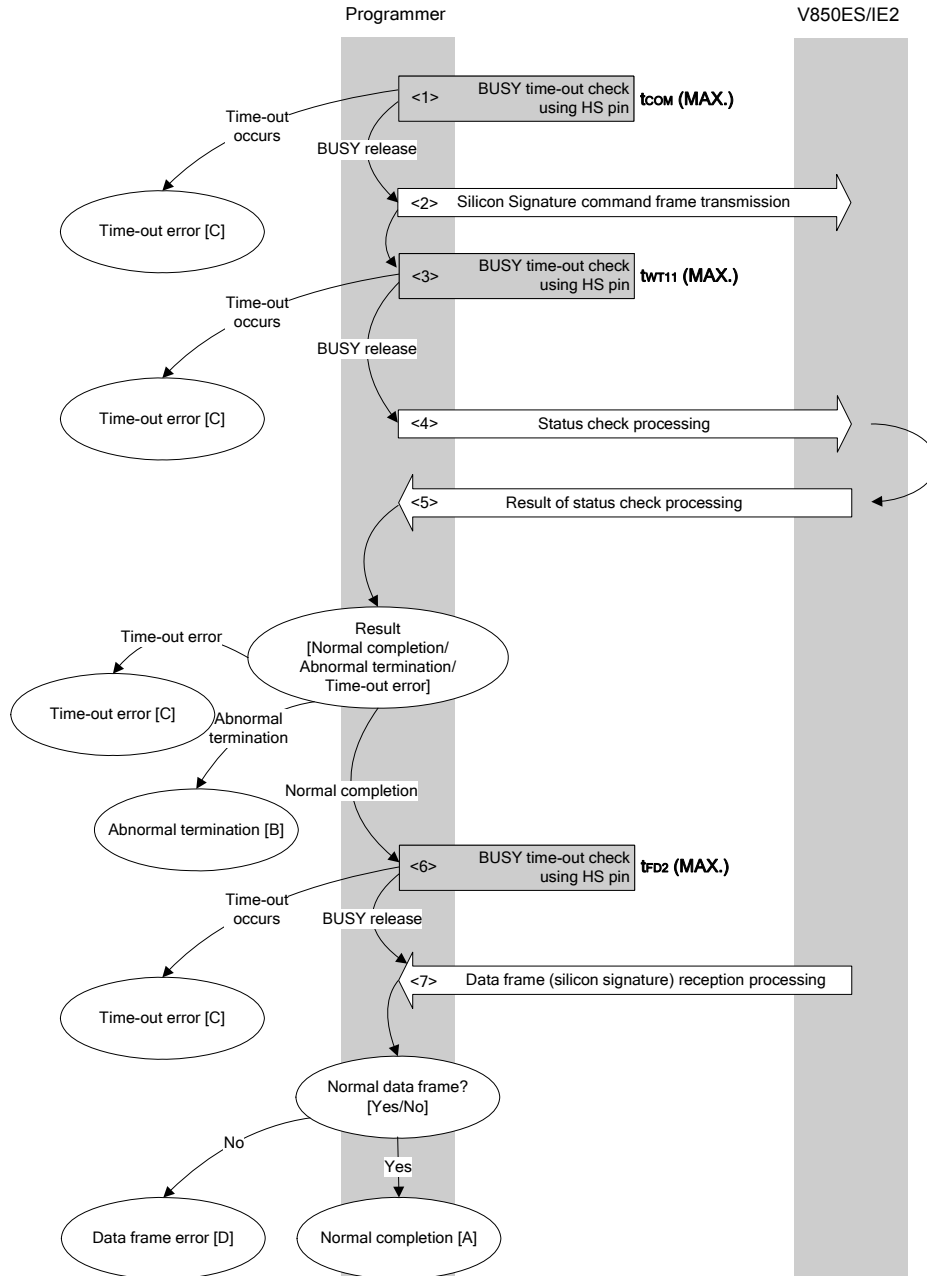 Programmer
V850ES/IE2
<1>
BUSY time-out check
using HS pin
tCOM (MAX.)
Time-out
occurs
BUSY release
<2> Silicon Signature command frame transmission
Time-out error [C]
<3>
BUSY time-out check
using HS pin
tWT11 (MAX.)
Time-out
occurs
BUSY release
Time-out error [C]
<4> Status check processing
<5> Result of status check processing
Result
[Normal completion/
Abnormal termination/
Time-out error]
Time-out error
Time-out error [C]
Abnormal
termination
Normal completion
Abnormal termination [B]
<6>
BUSY time-out check
using HS pin
tFD2 (MAX.)
Time-out
occurs
BUSY release
<7> Data frame (silicon signature) reception processing
Time-out error [C]
Normal data frame?
[Yes/No]
No
Yes
Data frame error [D]
Normal completion [A]